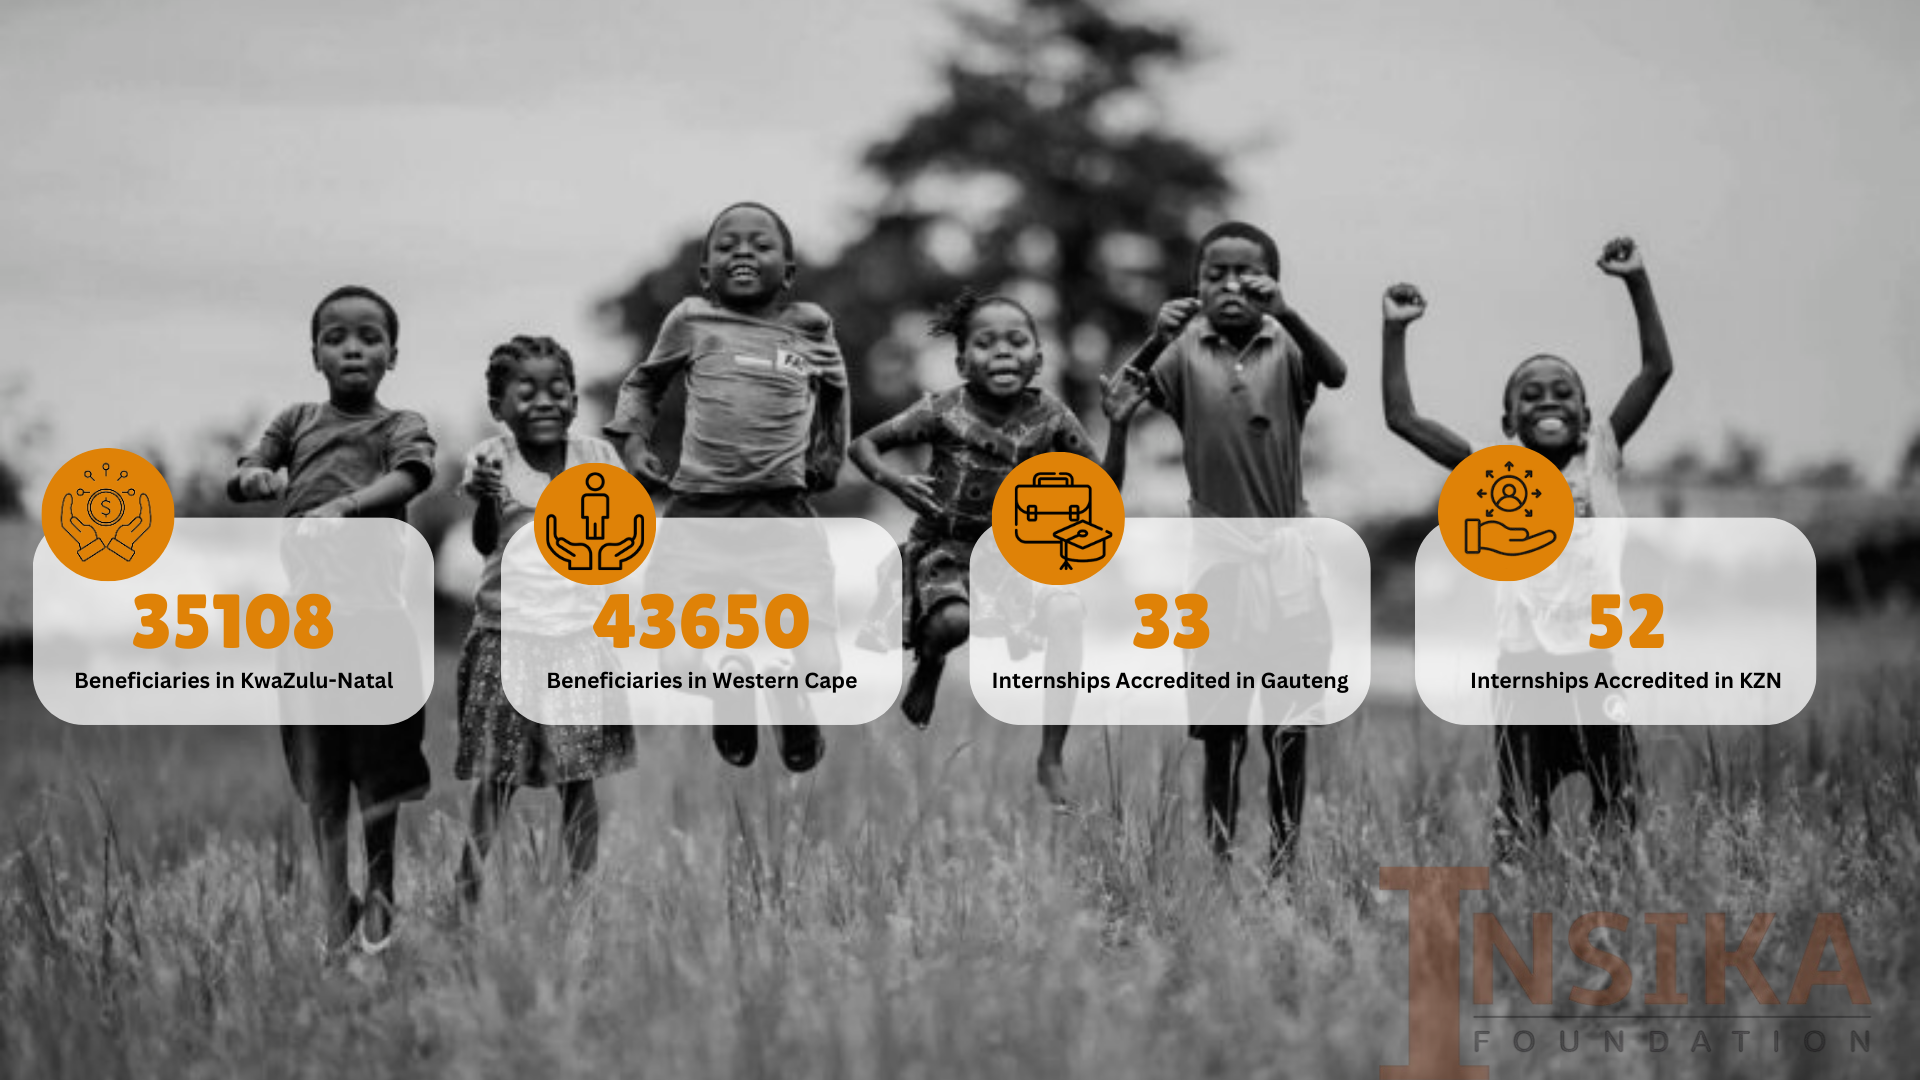 35108
Beneficiaries in KwaZulu-Natal
43650
Beneficiaries in Western Cape
33
Internships Accredited in Gauteng
52
Internships Accredited in KZN
INSIKA
FOUNDATION